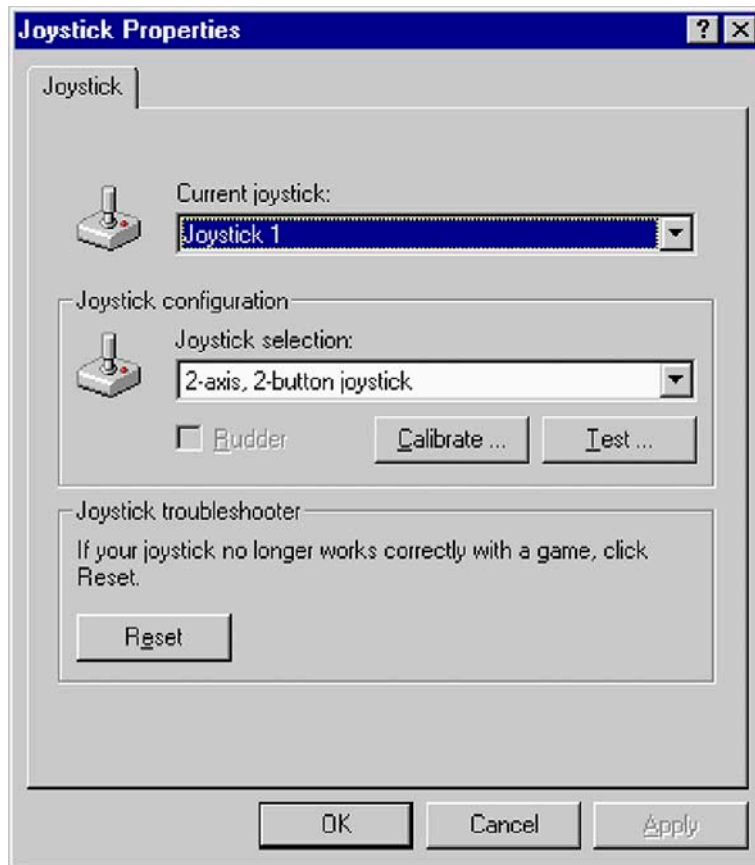 Joystick Properties
Joystick
Current joystick:
Joystick 1
Joystick configuration
Joystick selection:
2-axis, 2-button joystick
Rudder
Calibrate ...
Test ...
Joystick troubleshooter
If your joystick no longer works correctly with a game, click
Reset.
Reset
OK
Cancel
Apply